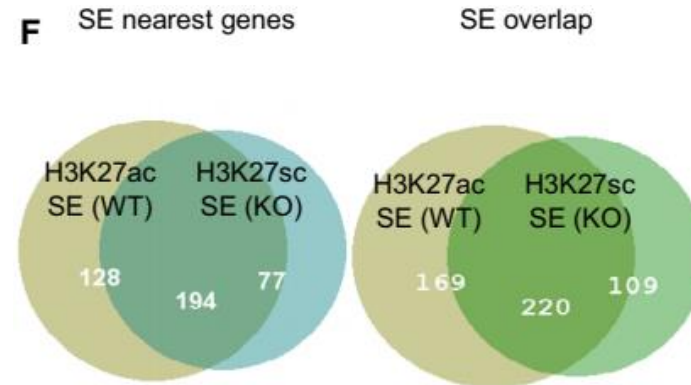 F
SE nearest genes
SE overlap
H3K27ac
SE (WT)
H3K27sc
SE (KO)
128
194
77
H3K27ac
SE (WT)
H3K27sc
SE (KO)
169
220
109